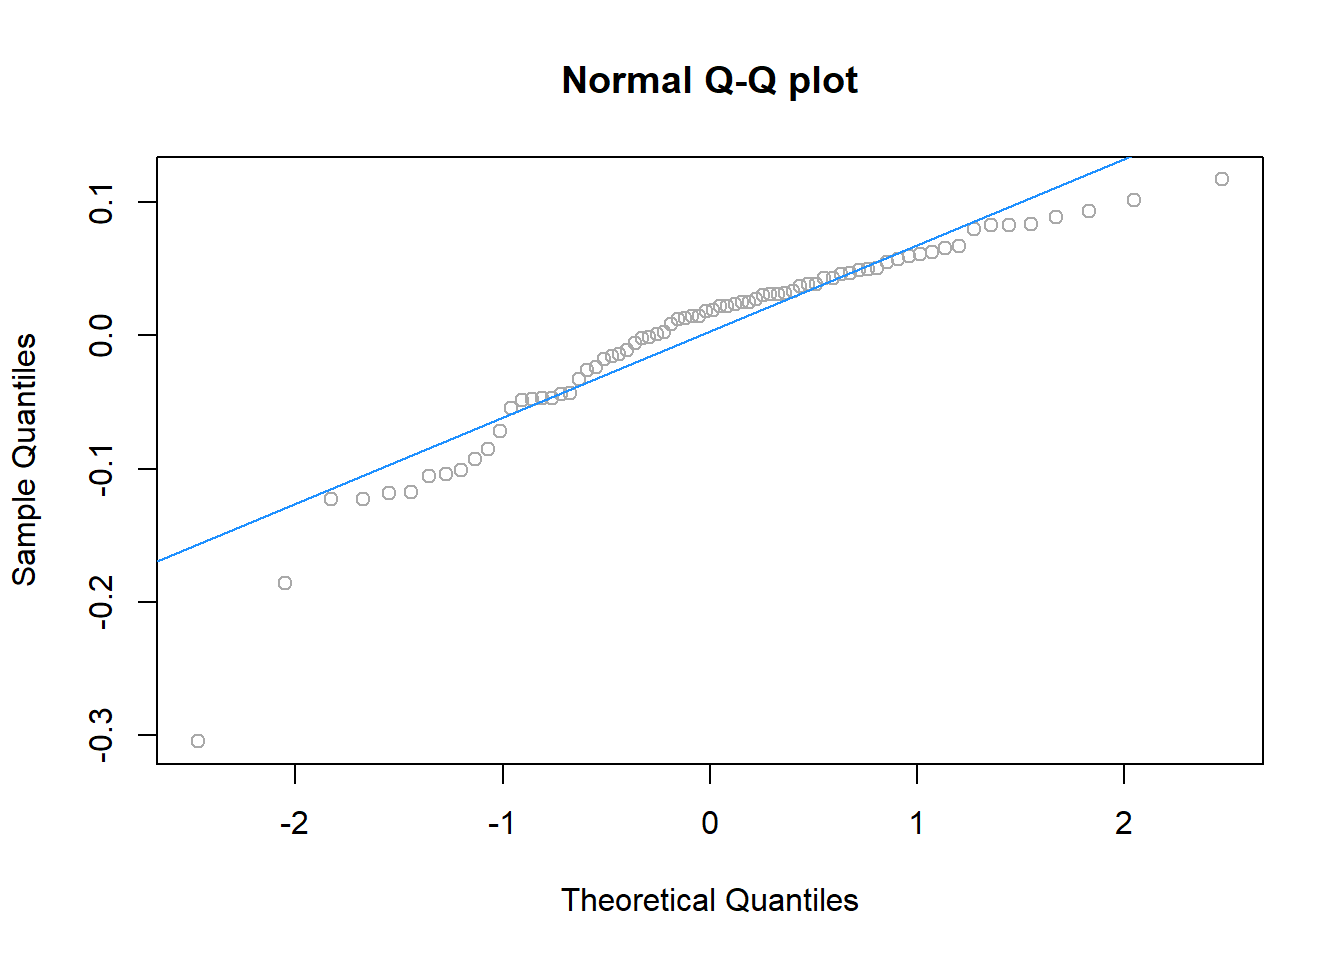 Normal Q-Q plot
0.1
0.0
-0.1
-0.2
-0.3
Sample Quantiles
-2 -1 0 1 2
Theoretical Quantiles